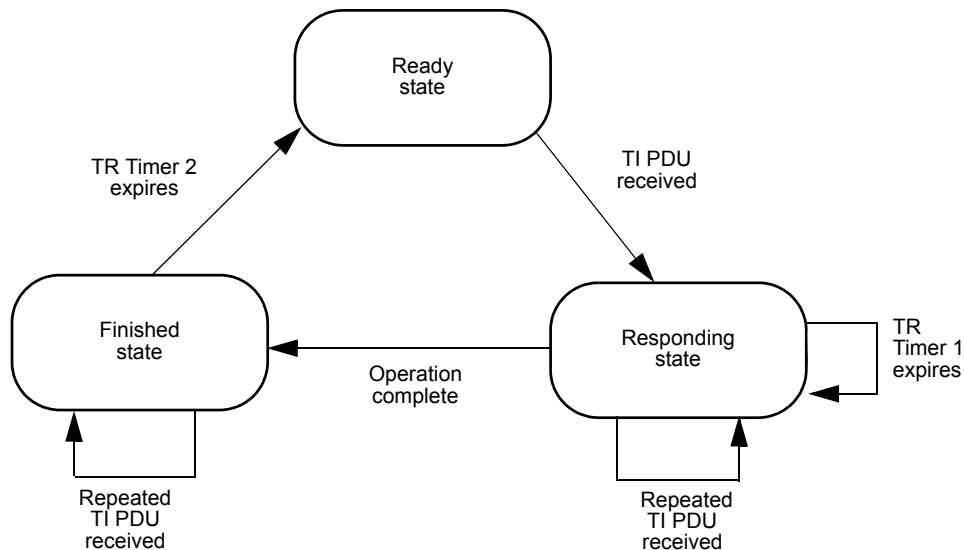 Ready
state
TR Timer 2
expires
TI PDU
received
Finished
state
Operation
complete
Responding
state
TR
Timer 1
expires
Repeated
TI PDU
received
Repeated
TI PDU
received